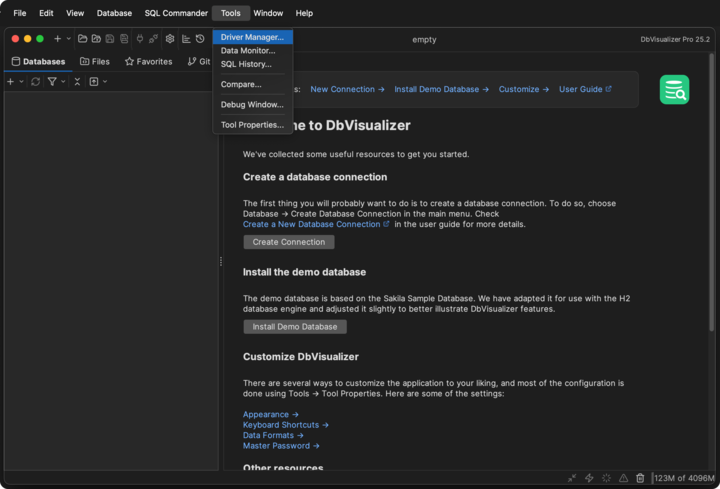 File Edit View Database SQL Commander Tools Window Help
empty
DbVisualizer Pro 25.2
Driver Manager...
Data Monitor...
SQL History...
Compare...
Debug Window...
Tool Properties...
Databases Files Favorites Git
s: New Connection → Install Demo Database → Customize → User Guide
ne to DbVisualizer
We've collected some useful resources to get you started.
Create a database connection
The first thing you will probably want to do is to create a database connection. To do so, choose
Database → Create Database Connection in the main menu. Check
Create a New Database Connection in the user guide for more details.
Create Connection
Install the demo database
The demo database is based on the Sakila Sample Database. We have adapted it for use with the H2
database engine and adjusted it slightly to better illustrate DbVisualizer features.
Install Demo Database
Customize DbVisualizer
There are several ways to customize the application to your liking, and most of the configuration is
done using Tools → Tool Properties. Here are some of the settings:
Appearance →
Keyboard Shortcuts →
Data Formats →
Master Password →
Other resources
123M of 4096M